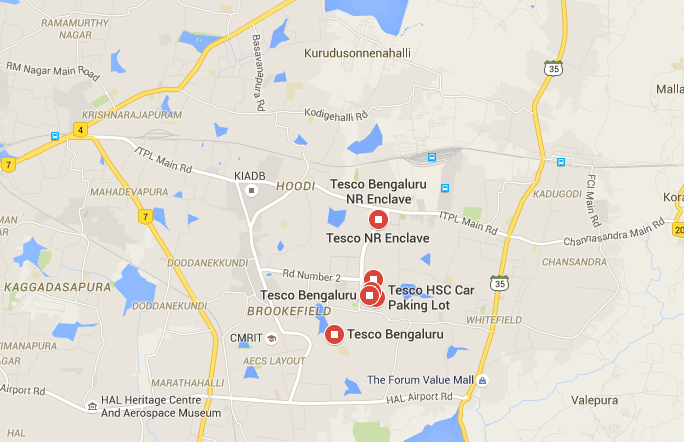 RAMAMURTHY
NAGAR
RM Nagar Main Road
Basavanapura Rd
Kurudusonnenahalli
35
KRISHNARAJAPURAM
Kodigehalli Rd
4
7
ITPL Main Rd
KIADB
HOODI
Tesco Bengaluru
NR Enclave
Tesco NR Enclave
ITPL Main Rd
KADUGODI
FCI Main Rd
Channasandra Main Rd
20
MAHADEVAPURA
7
DODDANEKKUNDI
CHANSANDRA
KAGGADASAPURA
Rd Number 2
35
DODDANEKUNDI
Tesco Bengaluru
Tesco HSC Car
Paking Lot
BROOKEFIELD
WHITEFIELD
CMRIT
Tesco Bengaluru
VIMANAPURA
NAGAR
AECS LAYOUT
MARATHAHALLI
The Forum Value Mall
Airport Rd
HAL Heritage Centre
And Aerospace Museum
HAL Airport Rd
Valepura
HAL